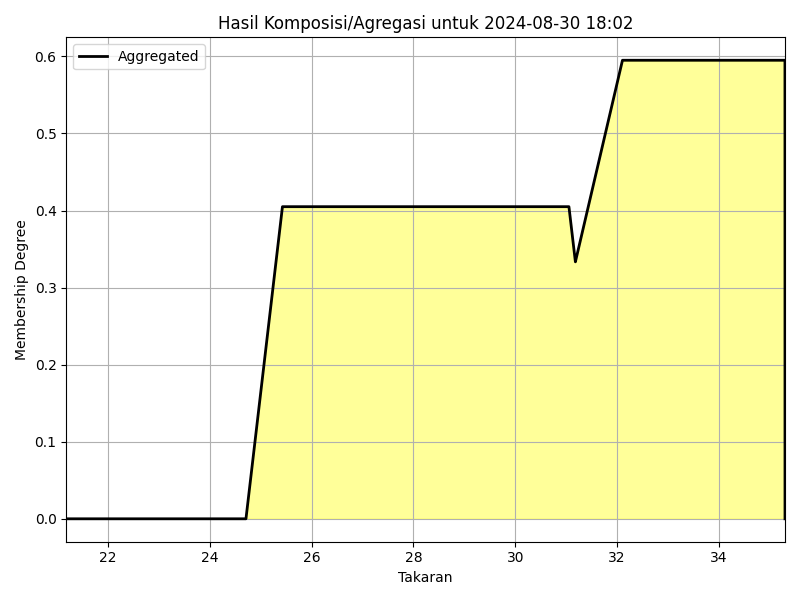 Hasil Komposisi/Agregasi untuk 2024-08-30 18:02
Aggregated
0.6
0.5
0.4
0.3
0.2
0.1
0.0
Membership Degree
22 24 26 28 30 32 34
Takaran